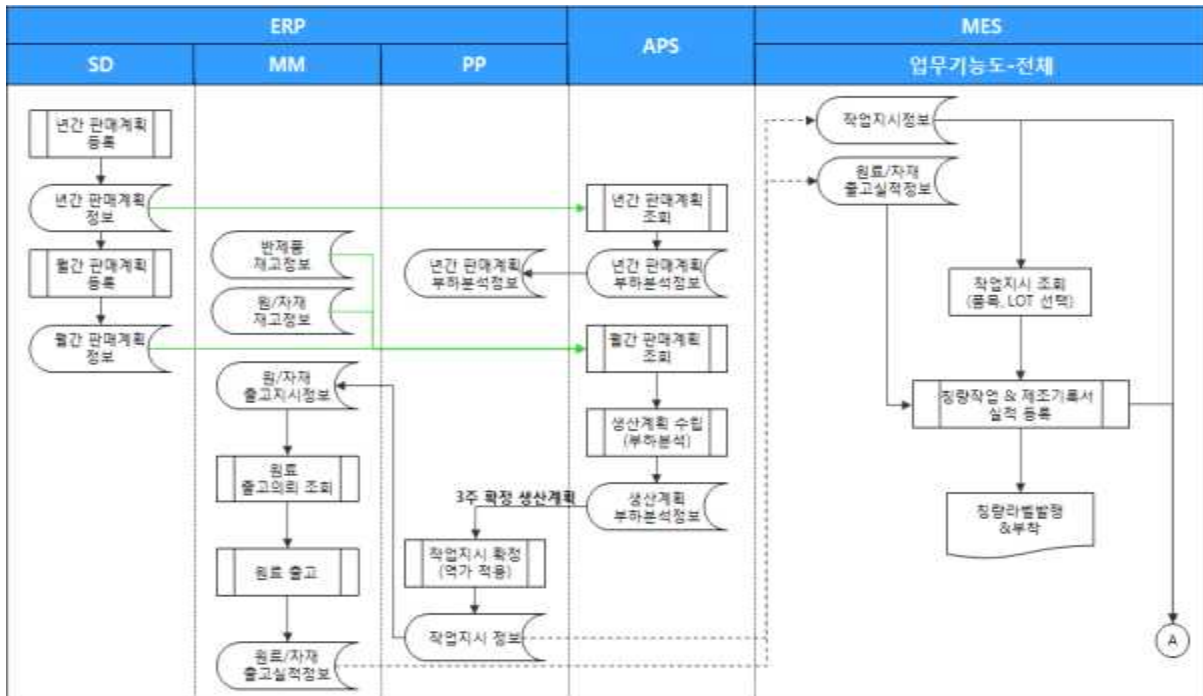 ERP
APS
MES
SD
MM
PP
업무기능도-전체
년간 판매계획
등록
년간 판매계획
정보
월간 판매계획
등록
월간 판매계획
정보
반제품
재고정보
원/자재
재고정보
원/자재
출고지시정보
원료
출고의뢰 조회
원료 출고
원료/자재
출고실적정보
년간 판매계획
부하분석정보
3주 확정 생산계획
작업지시 확정
(역가 적용)
작업지시 정보
년간 판매계획
조회
년간 판매계획
부하분석정보
월간 판매계획
조회
생산계획 수립
(부하분석)
생산계획
부하분석정보
작업지시정보
원료/자재
출고실적정보
작업지시 조회
(품목, LOT 선택)
칭량작업 & 제조기록서
실적 등록
칭량라벨발행
&부착
A